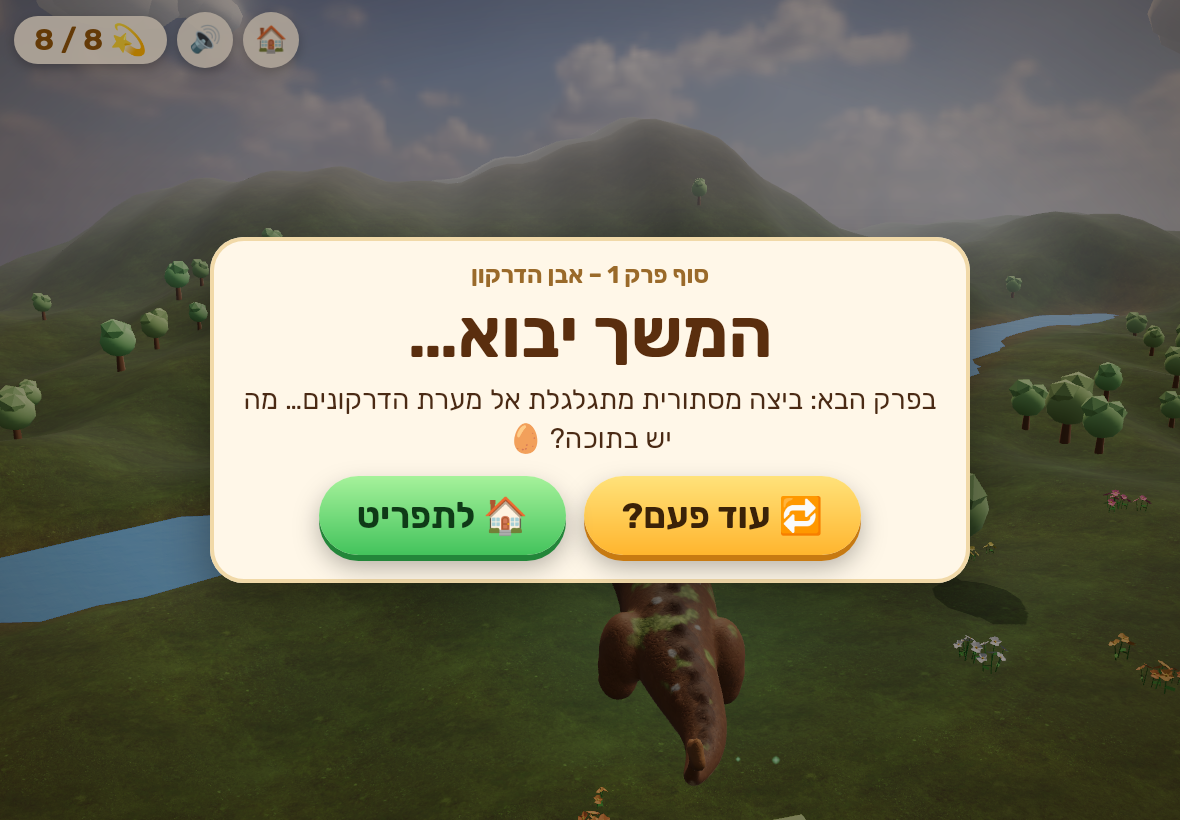 8 / 8
סוף פרק 1 – אבן הדרקון
המשך יבוא...
בפרק הבא: ביצה מסתורית מתגלגלת אל מערת הדרקונים... מה
יש בתוכה? 🥚
🔁 עוד פעם?
🏠 לתפריט